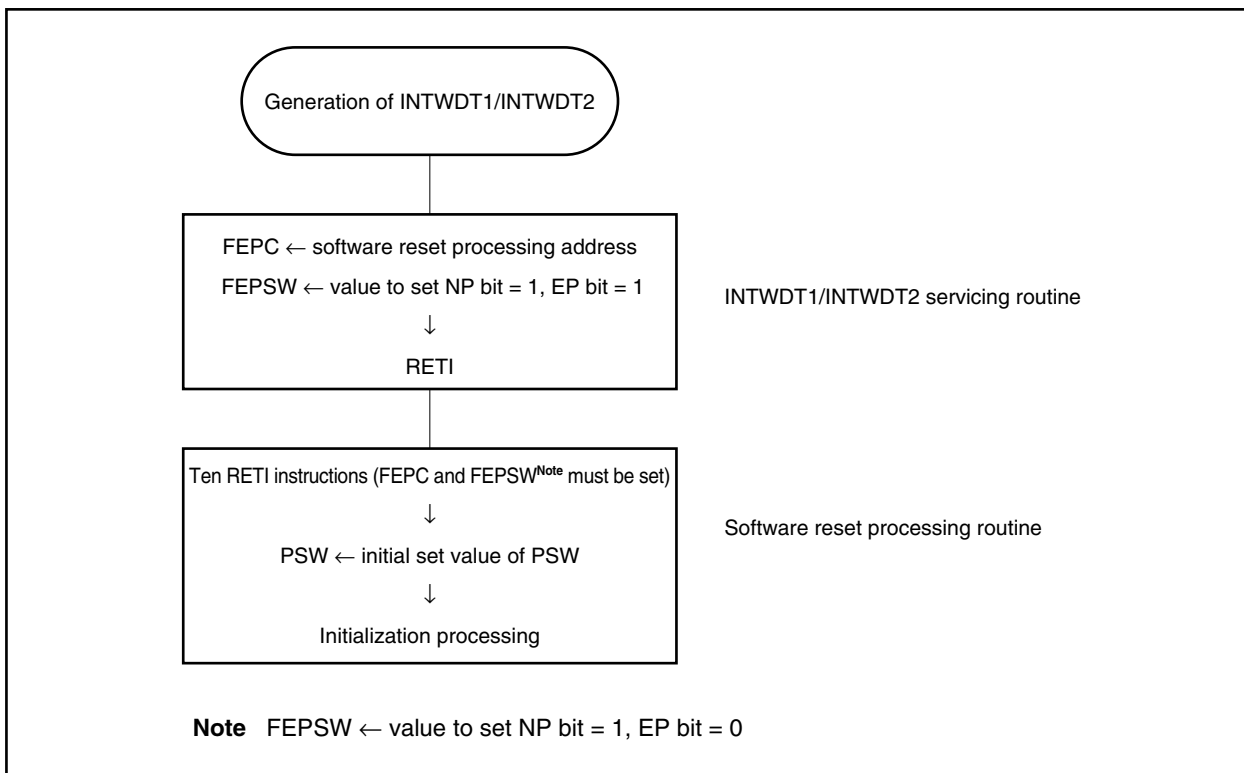 Generation of INTWDT1/INTWDT2
FEPC ← software reset processing address
FEPSW ← value to set NP bit = 1, EP bit = 1
↓
RETI
INTWDT1/INTWDT2 servicing routine
Ten RETI instructions (FEPC and FEPSWNote must be set)
↓
PSW ← initial set value of PSW
↓
Initialization processing
Software reset processing routine
Note FEPSW ← value to set NP bit = 1, EP bit = 0